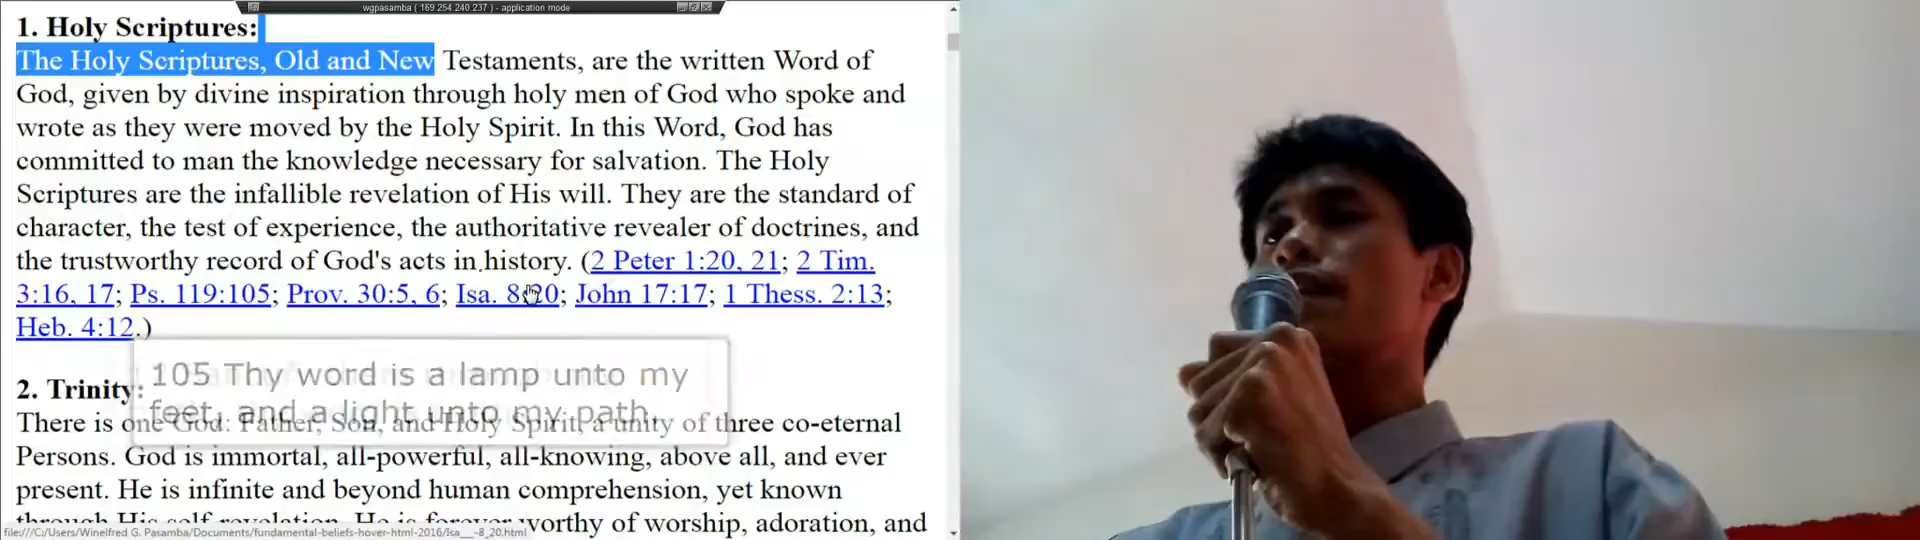 wgpasamba ( 169.254.240.237 ) - application mode
1. Holy Scriptures:
The Holy Scriptures, Old and New Testaments, are the written Word of
God, given by divine inspiration through holy men of God who spoke and
wrote as they were moved by the Holy Spirit. In this Word, God has
committed to man the knowledge necessary for salvation. The Holy
Scriptures are the infallible revelation of His will. They are the standard of
character, the test of experience, the authoritative revealer of doctrines, and
the trustworthy record of God's acts in history. (2 Peter 1:20, 21; 2 Tim.
3:16, 17; Ps. 119:105; Prov. 30:5, 6; Isa. 8:20; John 17:17; 1 Thess. 2:13;
Heb. 4:12.)
105 Thy word is a lamp unto my
feet, and a light unto my path.
2. Trinity:
There is one God: Father, Son, and Holy Spirit, a unity of three co-eternal
Persons. God is immortal, all-powerful, all-knowing, above all, and ever
present. He is infinite and beyond human comprehension, yet known
through His self-revelation. He is forever worthy of worship, adoration, and
file:///C:/Users/Winelfred G. Pasamba/Documents/fundamental-beliefs-hover-html-2016/Isa__-8_20.html